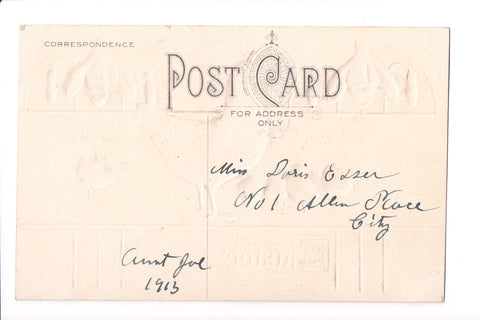 CORRESPONDENCE
POST CARD
FOR ADDRESS
ONLY
Miss Doris Esser
No 1 Allen Place
City
Aunt Joe
1913